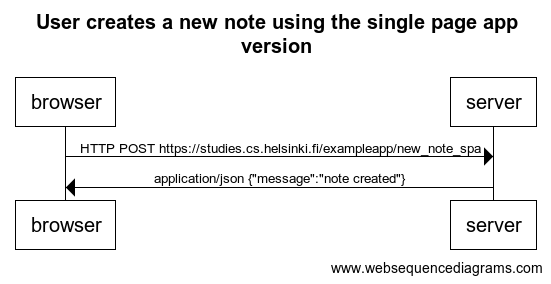 User creates a new note using the single page app
version
browser
server
HTTP POST https://studies.cs.helsinki.fi/exampleapp/new_note_spa
application/json {"message":"note created"}
browser
server
www.websequencediagrams.com